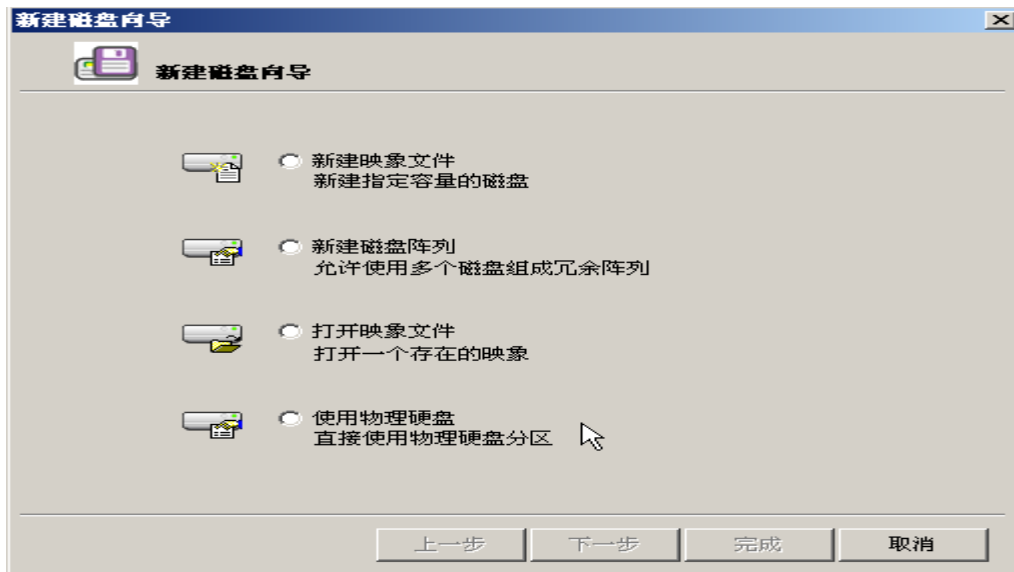 新建磁盘向导
新建磁盘向导
新建映象文件
新建指定容量的磁盘
新建磁盘阵列
允许使用多个磁盘组成冗余阵列
打开映象文件
打开一个存在的映象
使用物理硬盘
直接使用物理硬盘分区
上一步
下一步
完成
取消